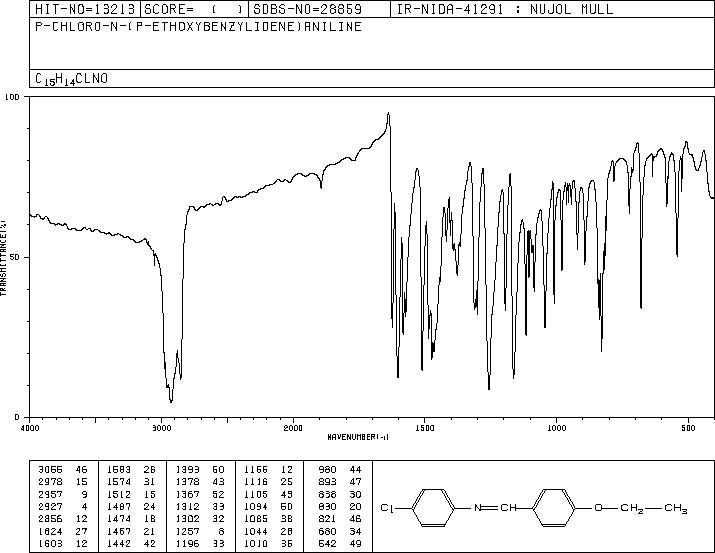 HIT-NO=13213 SCORE= ( ) SDBS-NO=28859 IR-NIDA-41291 : NUJOL MULL
P-CHLORO-N-(P-ETHOXYBENZYLIDENE)ANILINE
C15H14CLNO
100
50
0
TRANSMITTANCE(%)
4000 3000 2000 1500 1000 500
WAVENUMBER(-1)
3055 46 1583 26 1393 50 1166 12 980 44
2978 15 1574 31 1378 43 1116 25 893 47
2957 9 1512 15 1367 52 1105 49 838 30
2927 4 1487 24 1312 33 1094 50 830 20
2856 12 1474 18 1302 32 1085 38 821 46
1624 27 1467 21 1257 8 1044 28 680 34
1603 12 1442 42 1196 33 1010 36 542 49
Cl N CH O CH2 CH3